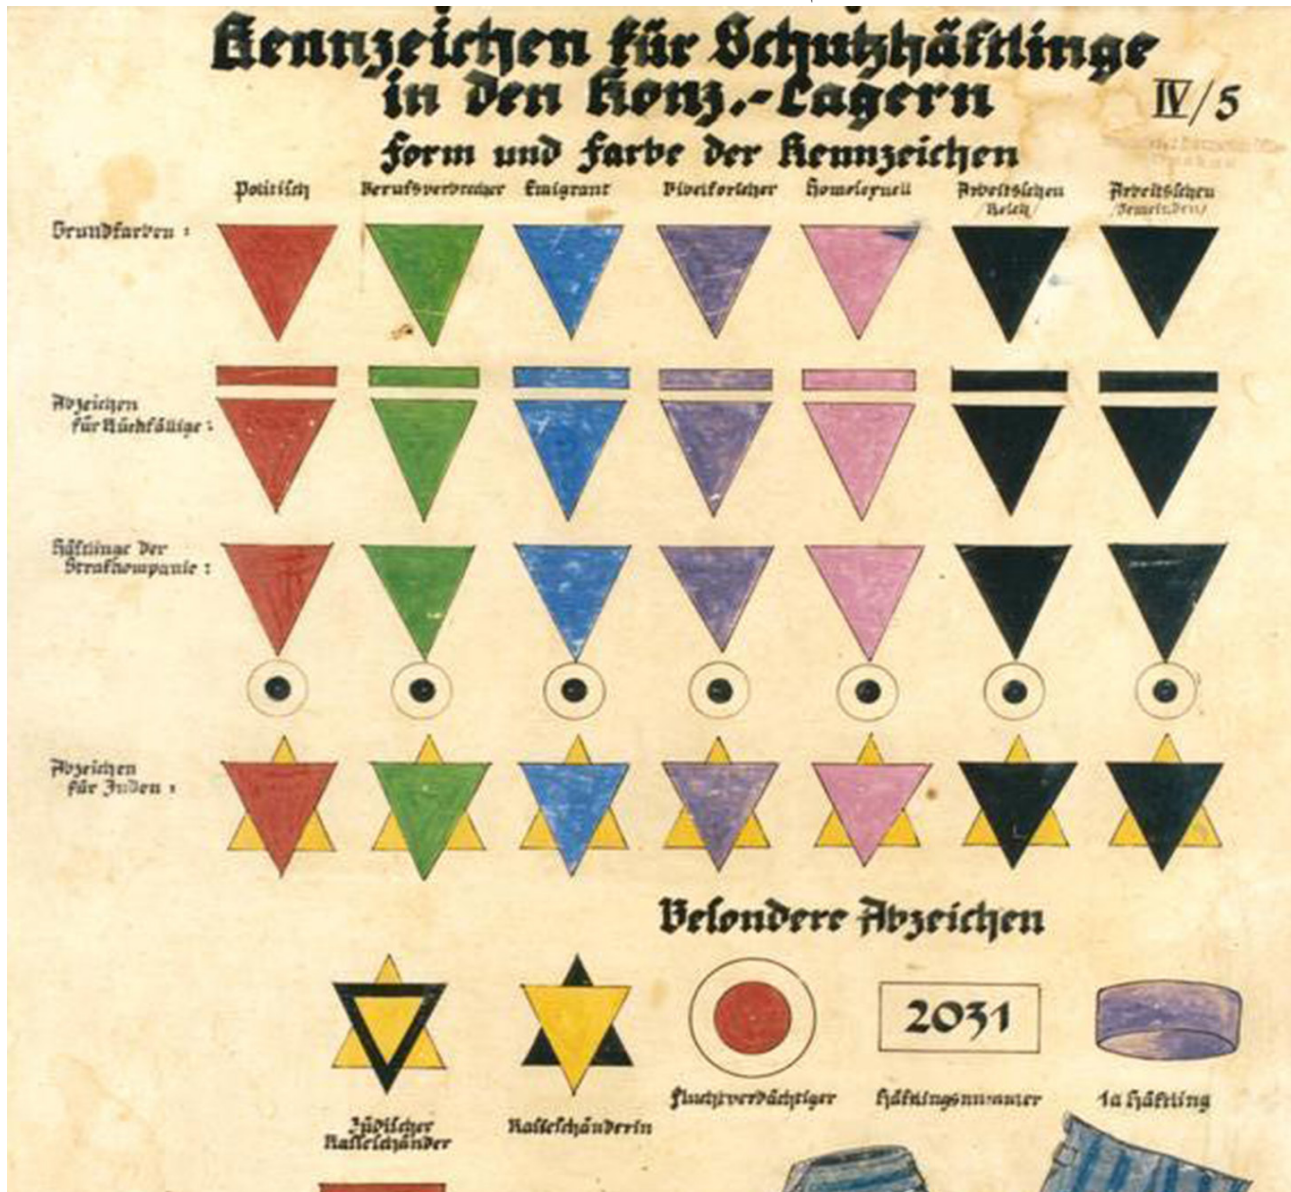 Kennzeichen für Schutzhäftlinge
in den Konz.-Lagern
IV/5
Form und Farbe der Kennzeichen
Politisch Berufsverbrecher Emigrant Bibelforscher Homosexuell Arbeitsscheu Arbeitsscheu
/Reich/ /Gemeinden/
Grundfarben:
Abzeichen
für Rückfällige:
Häftlinge der
Strafkompanie:
Abzeichen
für Juden:
Besondere Abzeichen
2031
Jüdischer
Rasseschänder
Rasseschänderin
Fluchtverdächtiger
Häftlingsnummer
1a Häftling